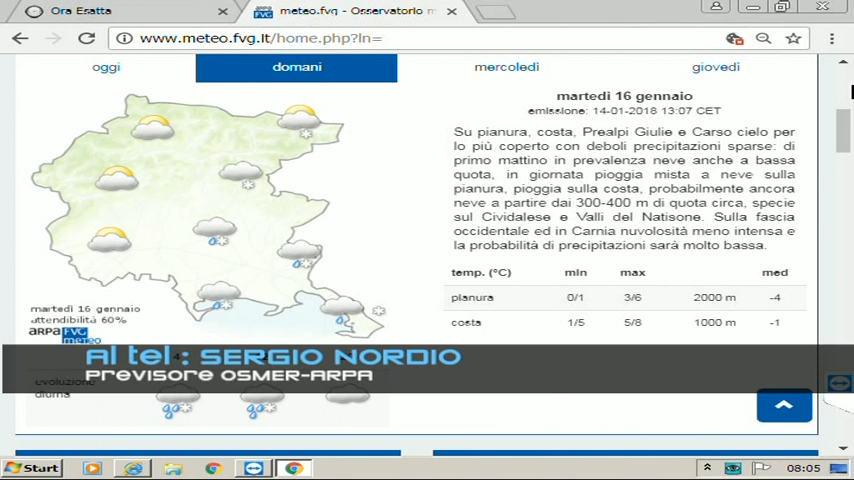 Ora Esatta
meteo.fvg - Osservatorio m
www.meteo.fvg.it/home.php?ln=
oggi
domani
mercoledì
giovedì
martedì 16 gennaio
emissione: 14-01-2018 13:07 CET
Su pianura, costa, Prealpi Giulie e Carso cielo per
lo più coperto con deboli precipitazioni sparse: di
primo mattino in prevalenza neve anche a bassa
quota, in giornata pioggia mista a neve sulla
pianura, pioggia sulla costa, probabilmente ancora
neve a partire dai 300-400 m di quota circa, specie
sul Cividalese e Valli del Natisone. Sulla fascia
occidentale ed in Carnia nuvolosità meno intensa e
la probabilità di precipitazioni sarà molto bassa.
temp. (°C) min max med
pianura 0/1 3/6 2000 m -4
costa 1/5 5/8 1000 m -1
martedì 16 gennaio
attendibilità 60%
ARPA FVG
meteo
Al tel : SERGIO NORDIO
Previsore OSMER-ARPA
evoluzione
diurna
Start
08:05